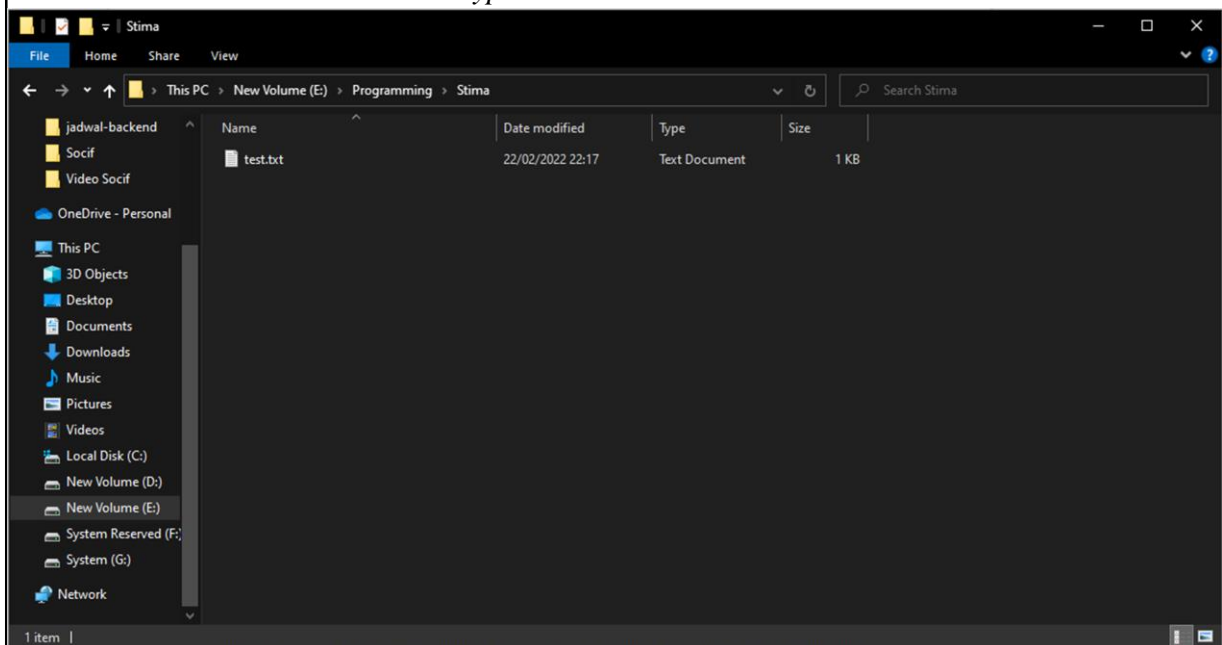 Stima
File Home Share View
This PC > New Volume (E:) > Programming > Stima
Search Stima
jadwal-backend
Socif
Video Socif
OneDrive - Personal
This PC
3D Objects
Desktop
Documents
Downloads
Music
Pictures
Videos
Local Disk (C:)
New Volume (D:)
New Volume (E:)
System Reserved (F:)
System (G:)
Network
Name Date modified Type Size
test.txt 22/02/2022 22:17 Text Document 1 KB
1 item